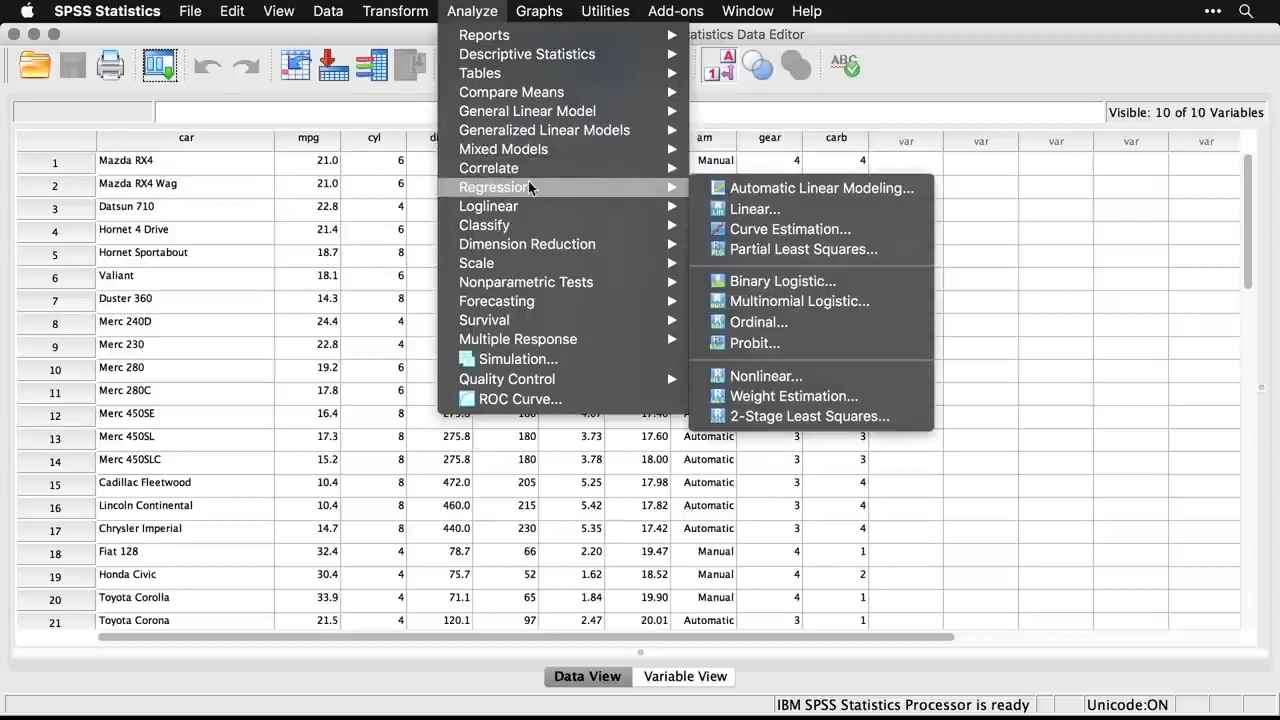 SPSS Statistics File Edit View Data Transform Analyze Graphs Utilities Add-ons Window Help
atistics Data Editor
Reports
Descriptive Statistics
Tables
Compare Means
General Linear Model
Generalized Linear Models
Mixed Models
Correlate
Regression
Loglinear
Classify
Dimension Reduction
Scale
Nonparametric Tests
Forecasting
Survival
Multiple Response
Simulation...
Quality Control
ROC Curve...
Automatic Linear Modeling...
Linear...
Curve Estimation...
Partial Least Squares...
Binary Logistic...
Multinomial Logistic...
Ordinal...
Probit...
Nonlinear...
Weight Estimation...
2-Stage Least Squares...
A
1 4
ABC
Visible: 10 of 10 Variables
car mpg cyl di am gear carb var var var var var
1 Mazda RX4 21.0 6 Manual 4 4
2 Mazda RX4 Wag 21.0 6
3 Datsun 710 22.8 4
4 Hornet 4 Drive 21.4 6
5 Hornet Sportabout 18.7 8
6 Valiant 18.1 6
7 Duster 360 14.3 8
8 Merc 240D 24.4 4
9 Merc 230 22.8 4
10 Merc 280 19.2 6
11 Merc 280C 17.8 6
12 Merc 450SE 16.4 8 275.8 180 4.07 17.40 Automatic 3 3
13 Merc 450SL 17.3 8 275.8 180 3.73 17.60 Automatic 3 3
14 Merc 450SLC 15.2 8 275.8 180 3.78 18.00 Automatic 3 3
15 Cadillac Fleetwood 10.4 8 472.0 205 5.25 17.98 Automatic 3 4
16 Lincoln Continental 10.4 8 460.0 215 5.42 17.82 Automatic 3 4
17 Chrysler Imperial 14.7 8 440.0 230 5.35 17.42 Automatic 3 4
18 Fiat 128 32.4 4 78.7 66 2.20 19.47 Manual 4 1
19 Honda Civic 30.4 4 75.7 52 1.62 18.52 Manual 4 2
20 Toyota Corolla 33.9 4 71.1 65 1.84 19.90 Manual 4 1
21 Toyota Corona 21.5 4 120.1 97 2.47 20.01 Automatic 3 1
Data View Variable View
IBM SPSS Statistics Processor is ready Unicode:ON